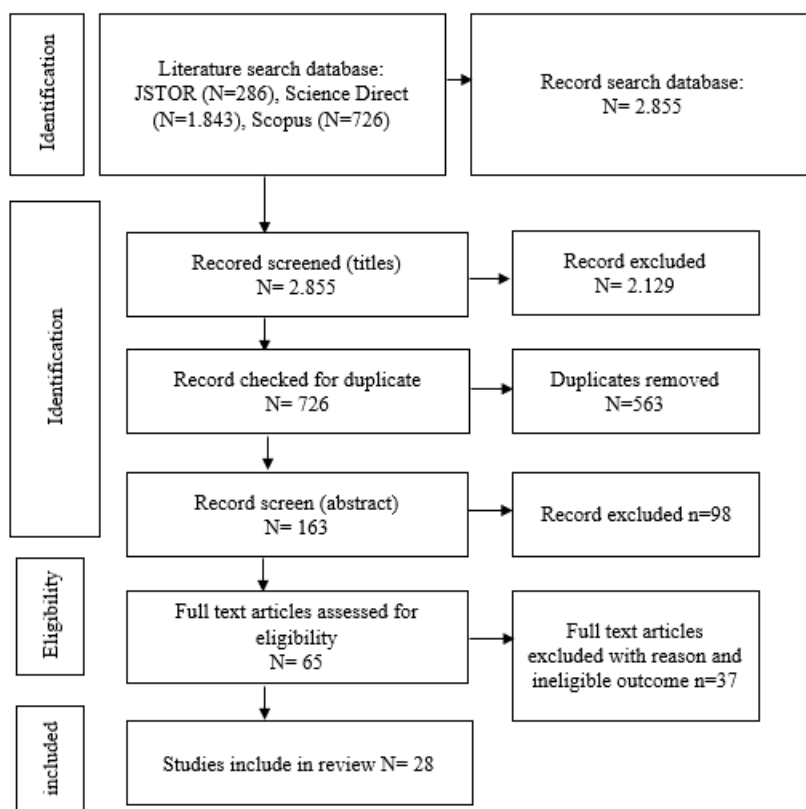 Identification
Literature search database:
JSTOR (N=286), Science Direct
(N=1.843), Scopus (N=726)
Record search database:
N= 2.855
Identification
Recored screened (titles)
N= 2.855
Record excluded
N= 2.129
Record checked for duplicate
N= 726
Duplicates removed
N=563
Record screen (abstract)
N= 163
Record excluded n=98
Eligibility
Full text articles assessed for
eligibility
N= 65
Full text articles
excluded with reason and
ineligible outcome n=37
included
Studies include in review N= 28